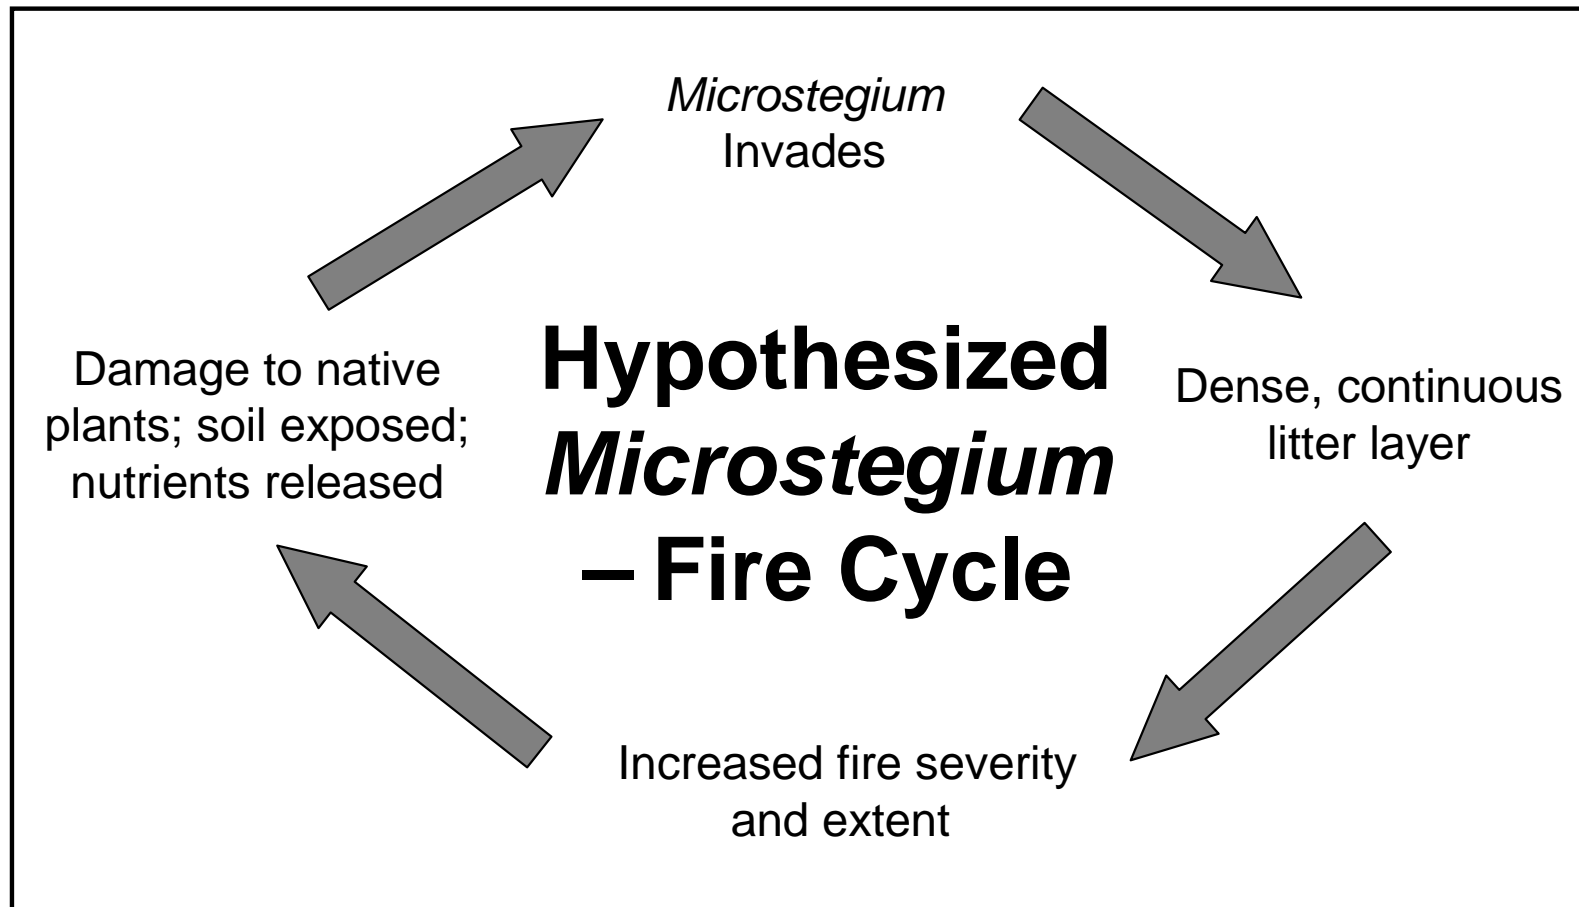 Microstegium
Invades
Hypothesized
Microstegium
– Fire Cycle
Dense, continuous
litter layer
Increased fire severity
and extent
Damage to native
plants; soil exposed;
nutrients released